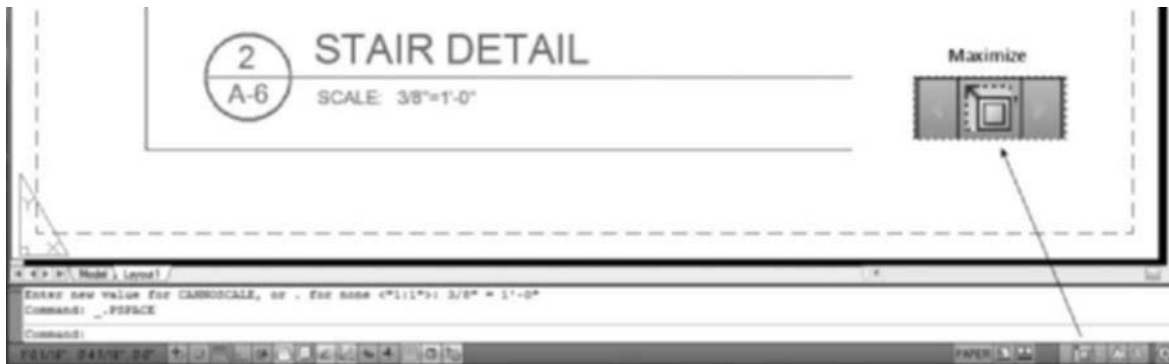 2
STAIR DETAIL
Maximize
A-6
SCALE: 3/8"=1'-0"
Y
X
Model Layout1
Enter new value for CANNOSCALE, or . for none <"1:1">: 3/8" = 1'-0"
Command: _.PSPACE
Command:
PAPER